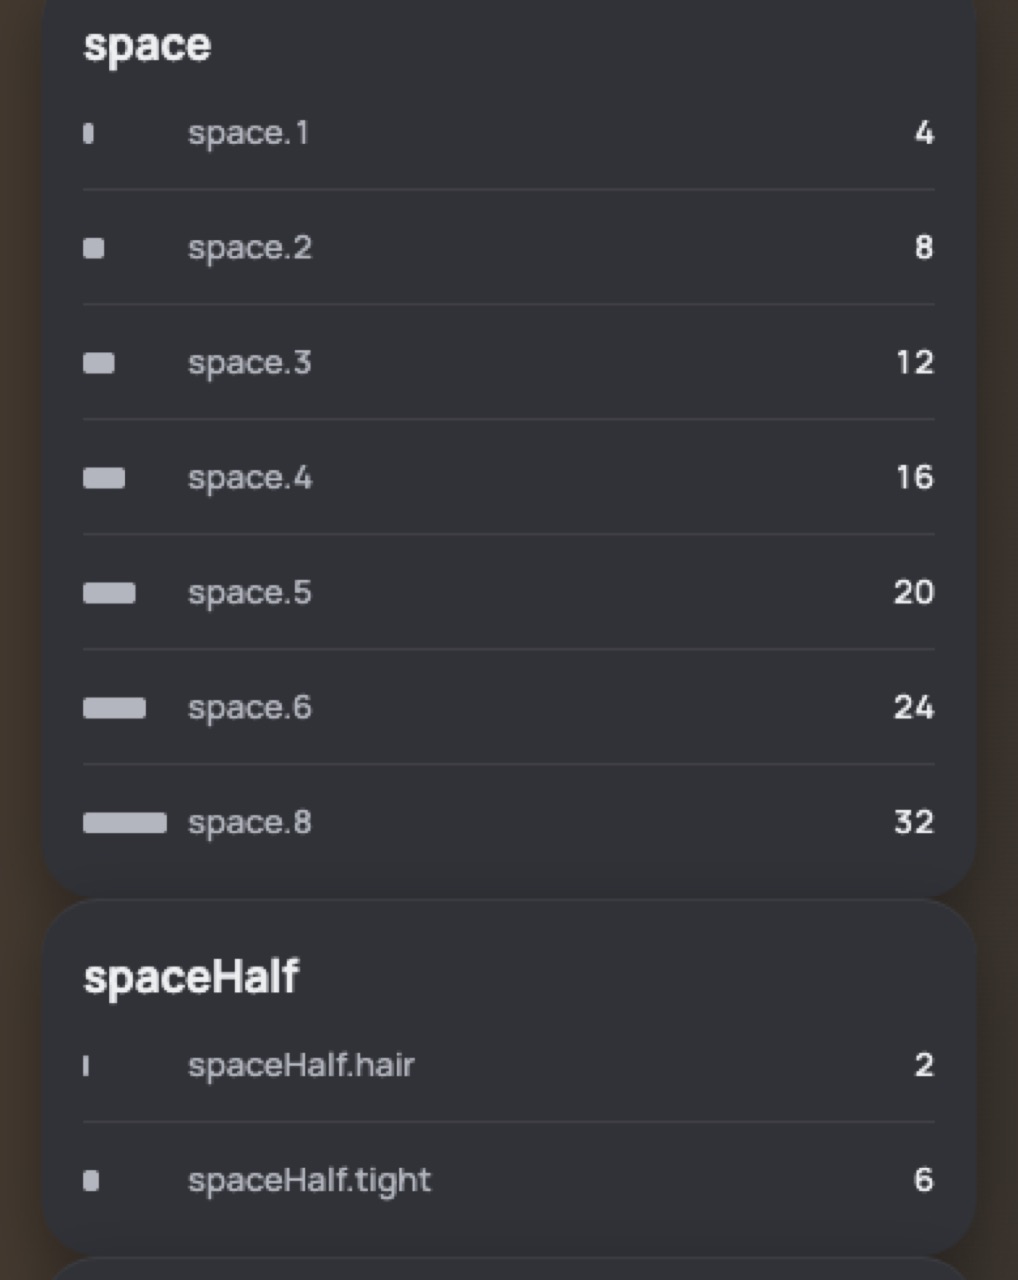 space
space.1 4
space.2 8
space.3 12
space.4 16
space.5 20
space.6 24
space.8 32
spaceHalf
spaceHalf.hair 2
spaceHalf.tight 6